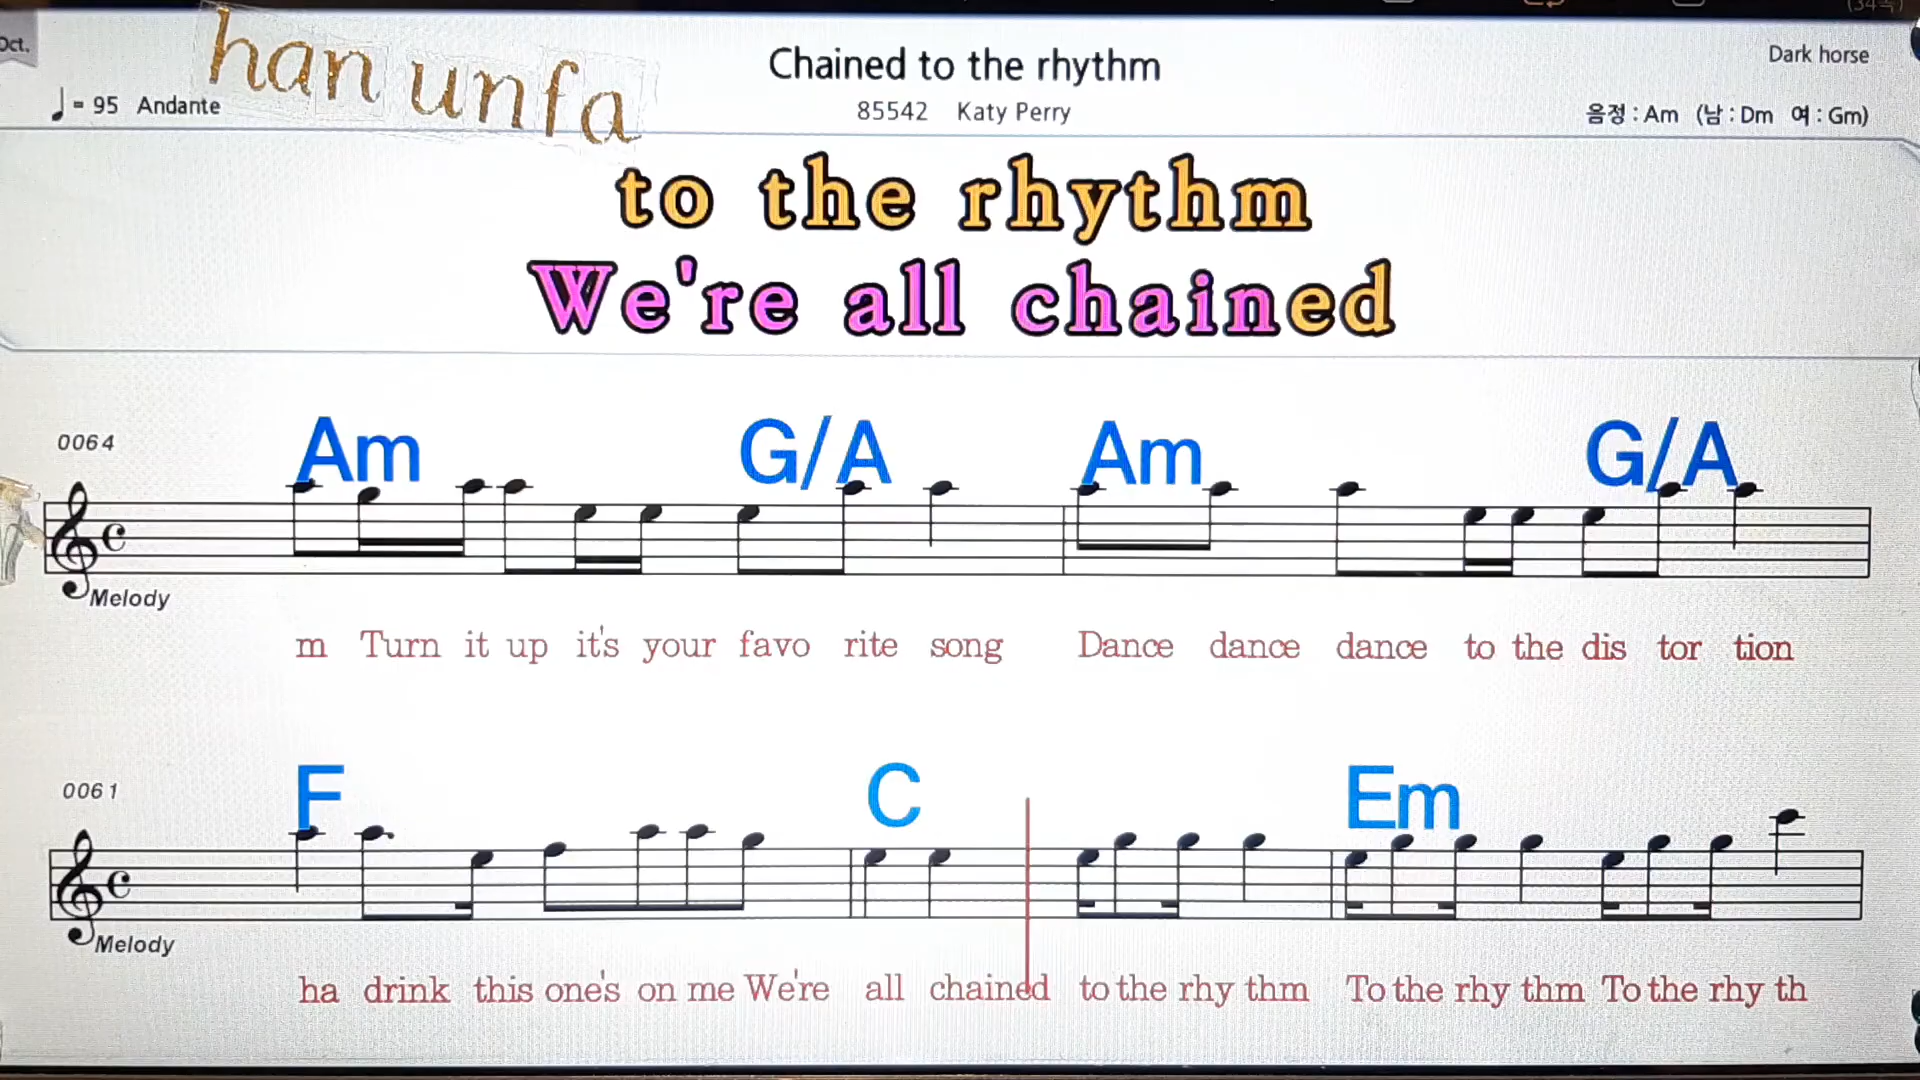 (34곡)
Oct.
han unfa
Chained to the rhythm
Dark horse
♩ = 95 Andante
85542 Katy Perry
음정 : Am (남 : Dm 여 : Gm)
to the rhythm
We're all chained
0064
Am G/A Am G/A
Melody
m Turn it up it's your favo rite song Dance dance dance to the dis tor tion
0061
F C Em
Melody
ha drink this one's on me We're all chained to the rhy thm To the rhy thm To the rhy th